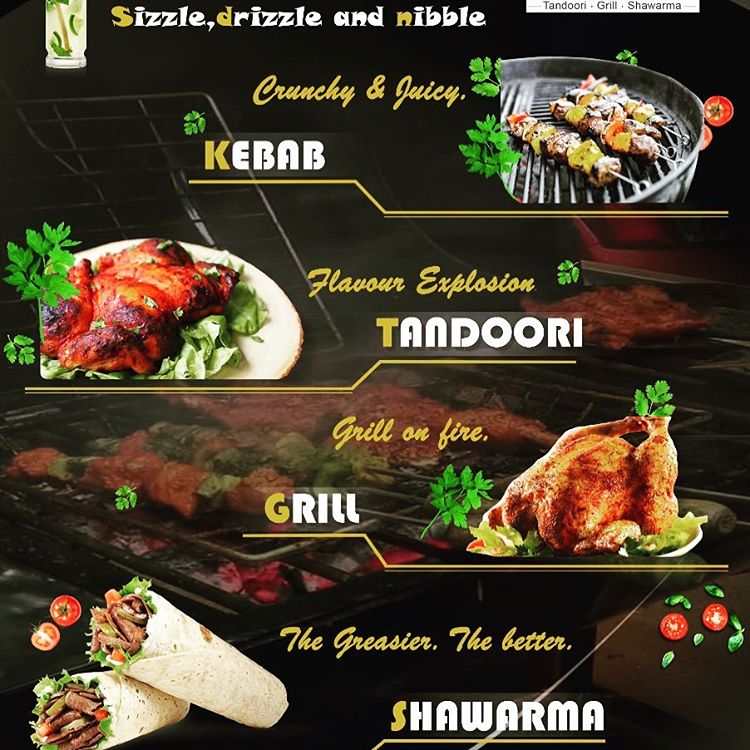 Sizzle,drizzle and nibble
Tandoori · Grill · Shawarma
Crunchy & Juicy.
KEBAB
Flavour Explosion
TANDOORI
Grill on fire.
GRILL
The Greasier. The better.
SHAWARMA